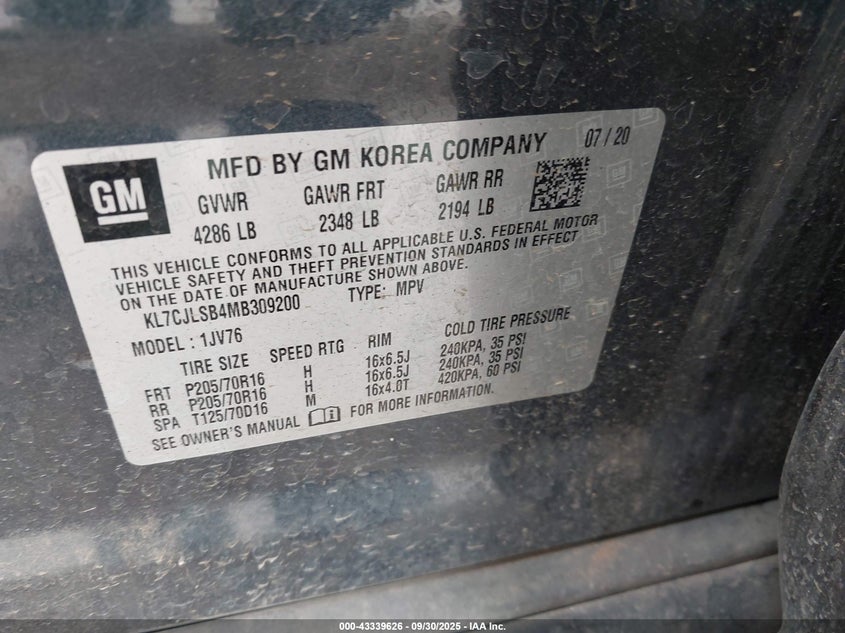 GM
MFD BY GM KOREA COMPANY 07 / 20
GVWR GAWR FRT GAWR RR
4286 LB 2348 LB 2194 LB
THIS VEHICLE CONFORMS TO ALL APPLICABLE U.S. FEDERAL MOTOR
VEHICLE SAFETY AND THEFT PREVENTION STANDARDS IN EFFECT
ON THE DATE OF MANUFACTURE SHOWN ABOVE.
KL7CJLSB4MB309200 TYPE: MPV
MODEL : 1JV76
TIRE SIZE SPEED RTG RIM COLD TIRE PRESSURE
FRT P205/70R16 H 16x6.5J 240KPA, 35 PSI
RR P205/70R16 H 16x6.5J 240KPA, 35 PSI
SPA T125/70D16 M 16x4.0T 420KPA, 60 PSI
SEE OWNER'S MANUAL FOR MORE INFORMATION.
000-43339626 - 09/30/2025 - IAA Inc.